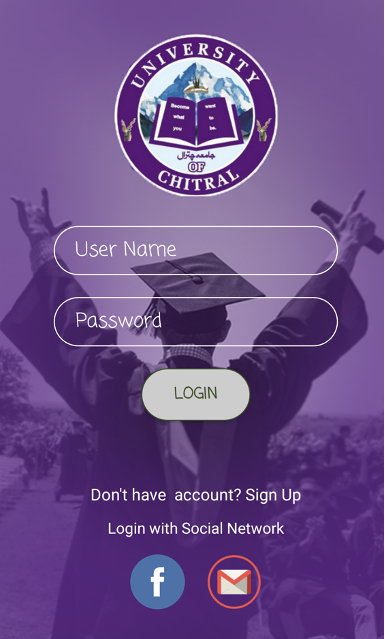 UNIVERSITY
Become want
what to
you be.
جامعہ چترال
OF
CHITRAL
User Name
Password
LOGIN
Don't have  account? Sign Up
Login with Social Network
f